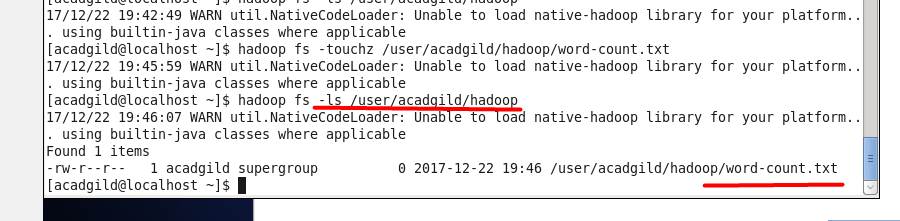 [acadgild@localhost ~]$ hadoop fs -ls /user/acadgild/hadoop
17/12/22 19:42:49 WARN util.NativeCodeLoader: Unable to load native-hadoop library for your platform..
. using builtin-java classes where applicable
[acadgild@localhost ~]$ hadoop fs -touchz /user/acadgild/hadoop/word-count.txt
17/12/22 19:45:59 WARN util.NativeCodeLoader: Unable to load native-hadoop library for your platform..
. using builtin-java classes where applicable
[acadgild@localhost ~]$ hadoop fs -ls /user/acadgild/hadoop
17/12/22 19:46:07 WARN util.NativeCodeLoader: Unable to load native-hadoop library for your platform..
. using builtin-java classes where applicable
Found 1 items
-rw-r--r--   1 acadgild supergroup          0 2017-12-22 19:46 /user/acadgild/hadoop/word-count.txt
[acadgild@localhost ~]$